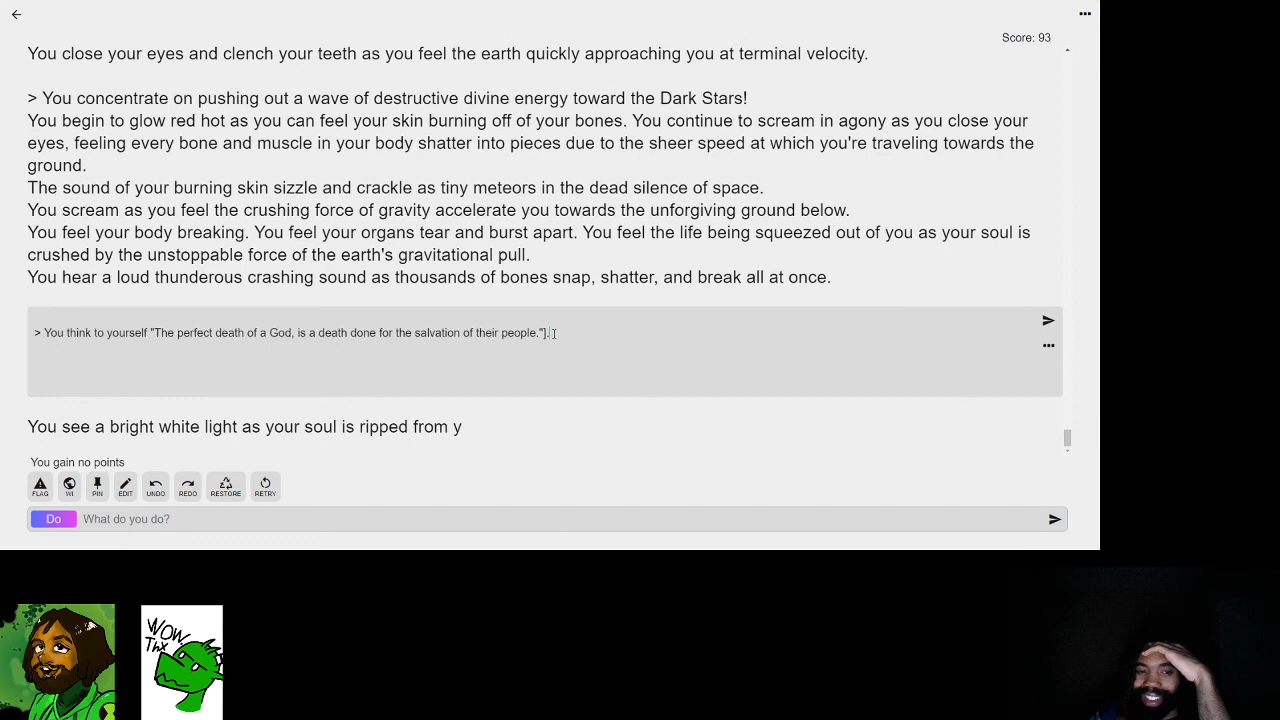 Score: 93
You close your eyes and clench your teeth as you feel the earth quickly approaching you at terminal velocity.
> You concentrate on pushing out a wave of destructive divine energy toward the Dark Stars!
You begin to glow red hot as you can feel your skin burning off of your bones. You continue to scream in agony as you close your
eyes, feeling every bone and muscle in your body shatter into pieces due to the sheer speed at which you're traveling towards the
ground.
The sound of your burning skin sizzle and crackle as tiny meteors in the dead silence of space.
You scream as you feel the crushing force of gravity accelerate you towards the unforgiving ground below.
You feel your body breaking. You feel your organs tear and burst apart. You feel the life being squeezed out of you as your soul is
crushed by the unstoppable force of the earth's gravitational pull.
You hear a loud thunderous crashing sound as thousands of bones snap, shatter, and break all at once.
> You think to yourself "The perfect death of a God, is a death done for the salvation of their people."].
You see a bright white light as your soul is ripped from y
You gain no points
FLAG WI PIN EDIT UNDO REDO RESTORE RETRY
Do What do you do?
WOW
Thx